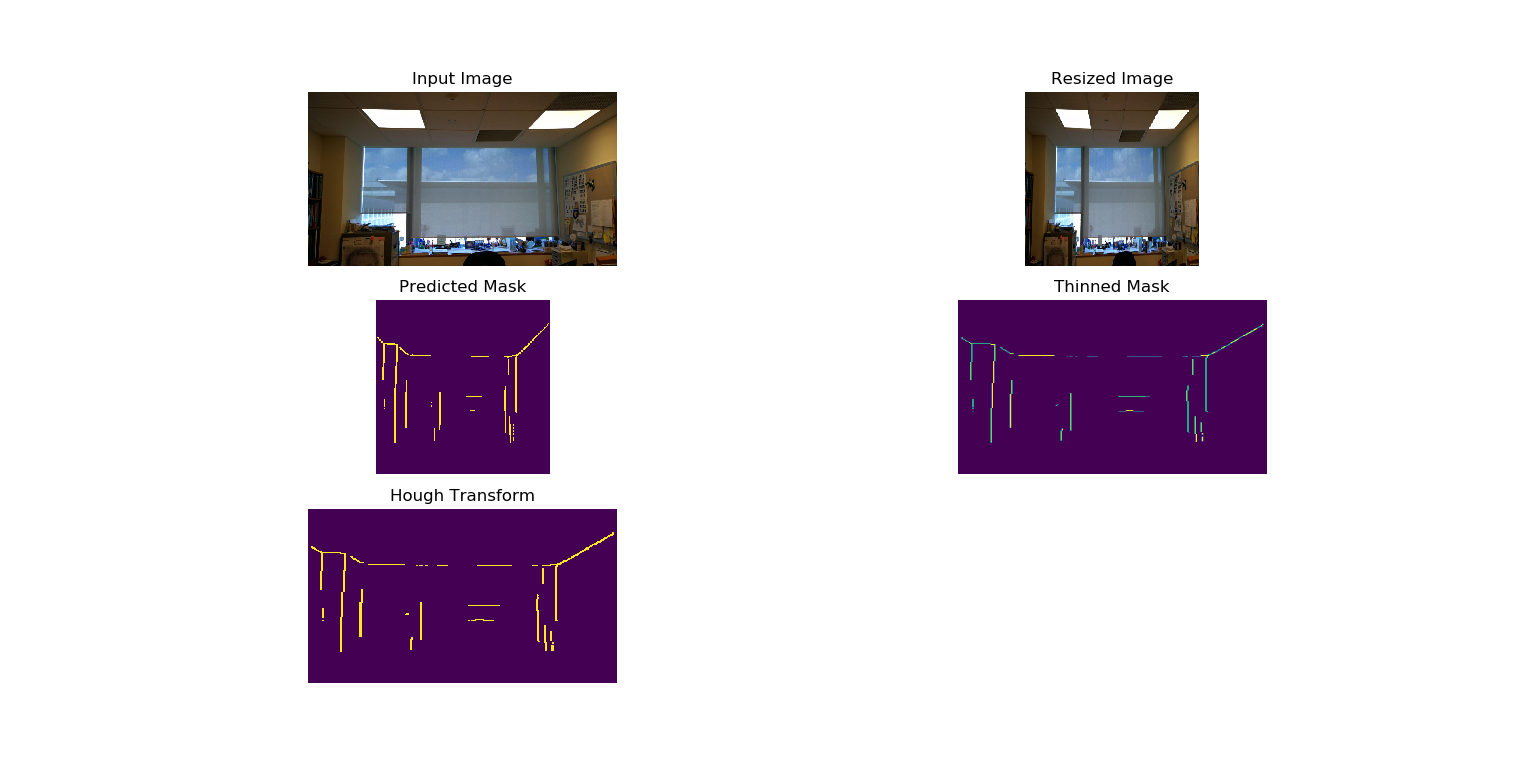 Input Image
Resized Image
Predicted Mask
Thinned Mask
Hough Transform